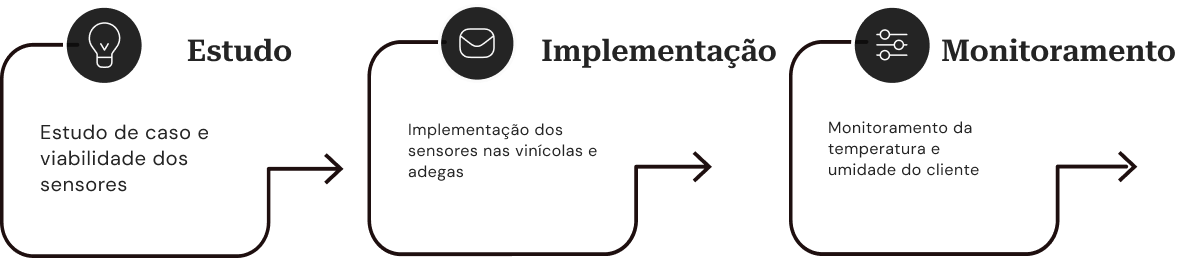 Estudo
Estudo de caso e
viabilidade dos
sensores
Implementação
Implementação dos
sensores nas vinícolas e
adegas
Monitoramento
Monitoramento da
temperatura e
umidade do cliente